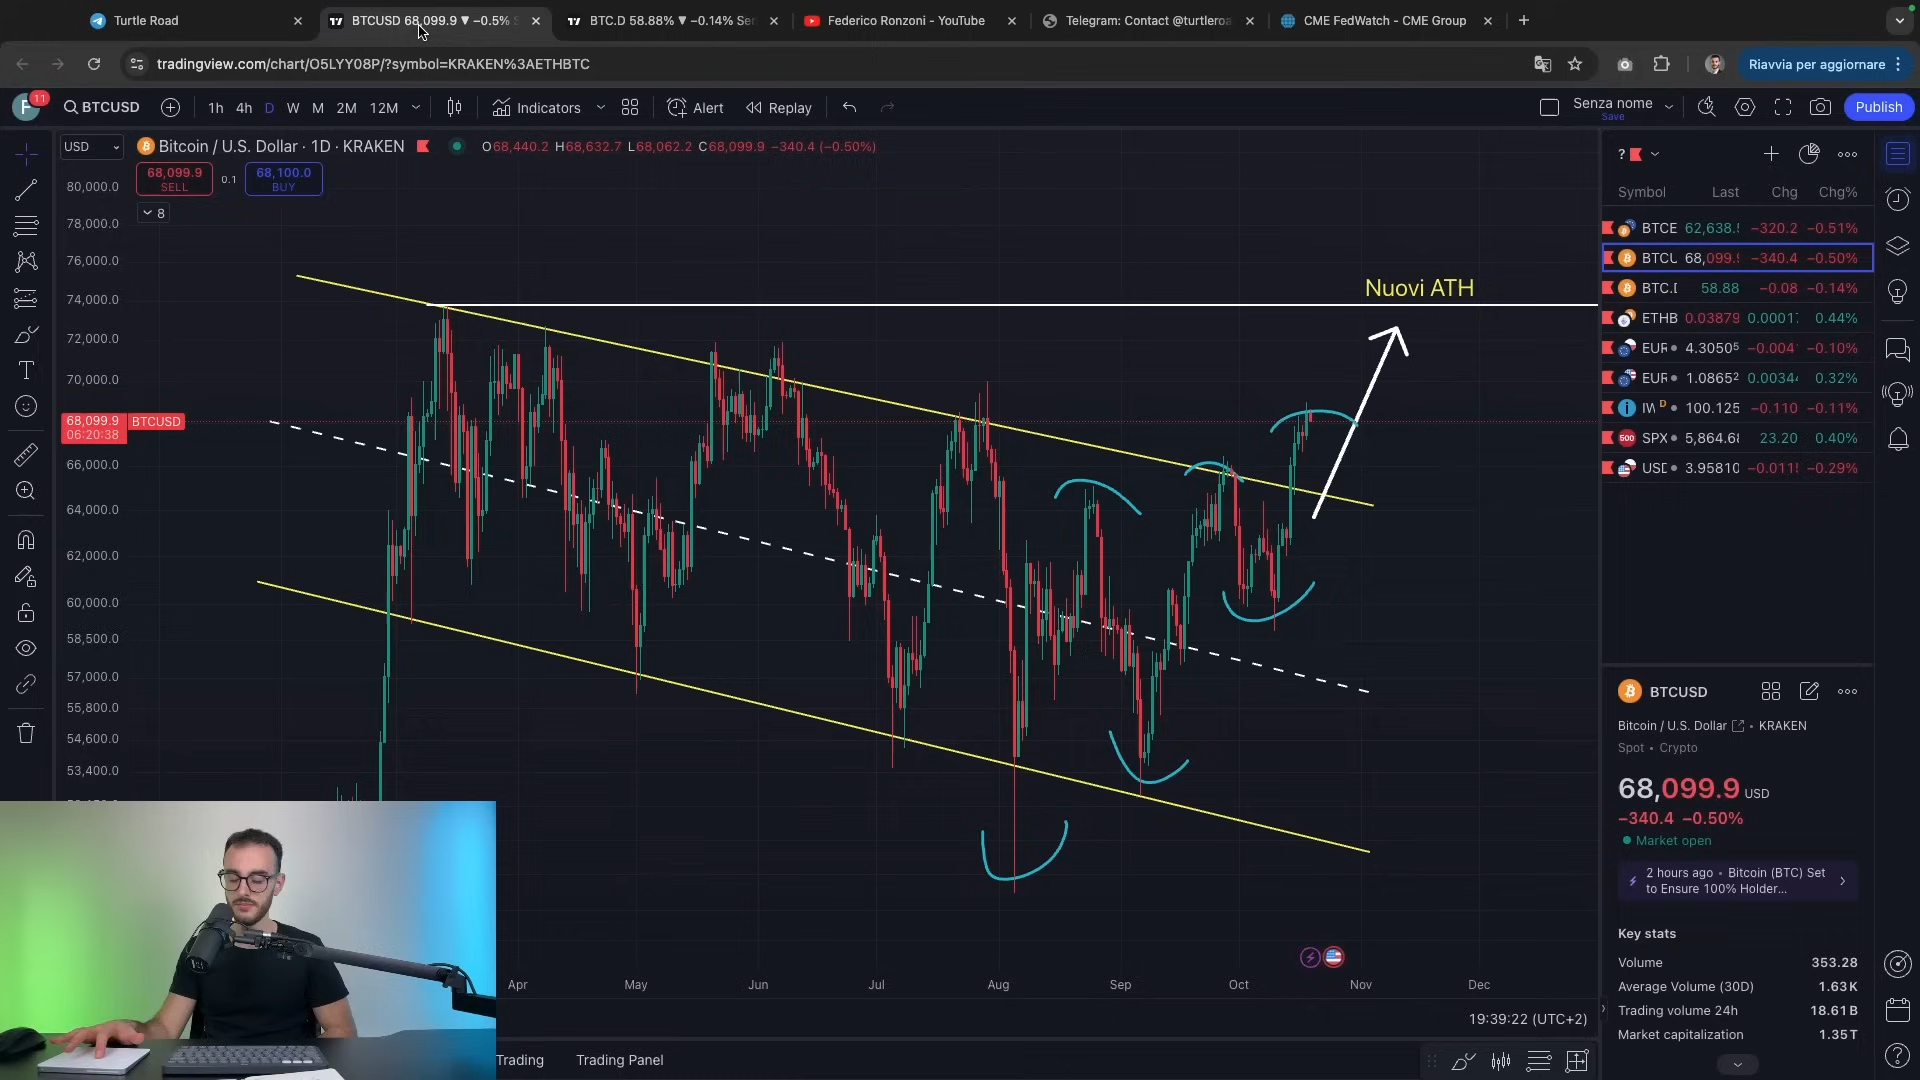 Turtle Road
BTCUSD 68,099.9 ▼ −0.5% S
BTC.D 58.88% ▼ −0.14% Sen
Federico Ronzoni - YouTube
Telegram: Contact @turtleroa
CME FedWatch - CME Group
tradingview.com/chart/O5LYY08P/?symbol=KRAKEN%3AETHBTC
Riavvia per aggiornare
F 11
BTCUSD
1h 4h D W M 2M 12M
Indicators
Alert
Replay
Senza nome
Save
Publish
USD
Bitcoin / U.S. Dollar · 1D · KRAKEN
O68,440.2 H68,632.7 L68,062.2 C68,099.9 −340.4 (−0.50%)
68,099.9
SELL
0.1
68,100.0
BUY
8
80,000.0
78,000.0
76,000.0
74,000.0
72,000.0
70,000.0
68,099.9
06:20:38
BTCUSD
66,000.0
64,000.0
62,000.0
60,000.0
58,500.0
57,000.0
55,800.0
54,600.0
53,400.0
Nuovi ATH
Apr May Jun Jul Aug Sep Oct Nov Dec
19:39:22 (UTC+2)
Trading
Trading Panel
?
Symbol Last Chg Chg%
BTCE 62,638. −320.2 −0.51%
BTCU 68,099. −340.4 −0.50%
BTC.D 58.88 −0.08 −0.14%
ETHB 0.03879 0.00017 0.44%
EUR 4.3050⁵ −0.004 −0.10%
EUR 1.0865² 0.0034 0.32%
IW D 100.125 −0.110 −0.11%
500 SPX 5,864.6 23.20 0.40%
USD 3.95810 −0.011 −0.29%
BTCUSD
Bitcoin / U.S. Dollar • KRAKEN
Spot • Crypto
68,099.9 USD
−340.4 −0.50%
Market open
2 hours ago • Bitcoin (BTC) Set
to Ensure 100% Holder...
Key stats
Volume 353.28
Average Volume (30D) 1.63K
Trading volume 24h 18.61B
Market capitalization 1.35T